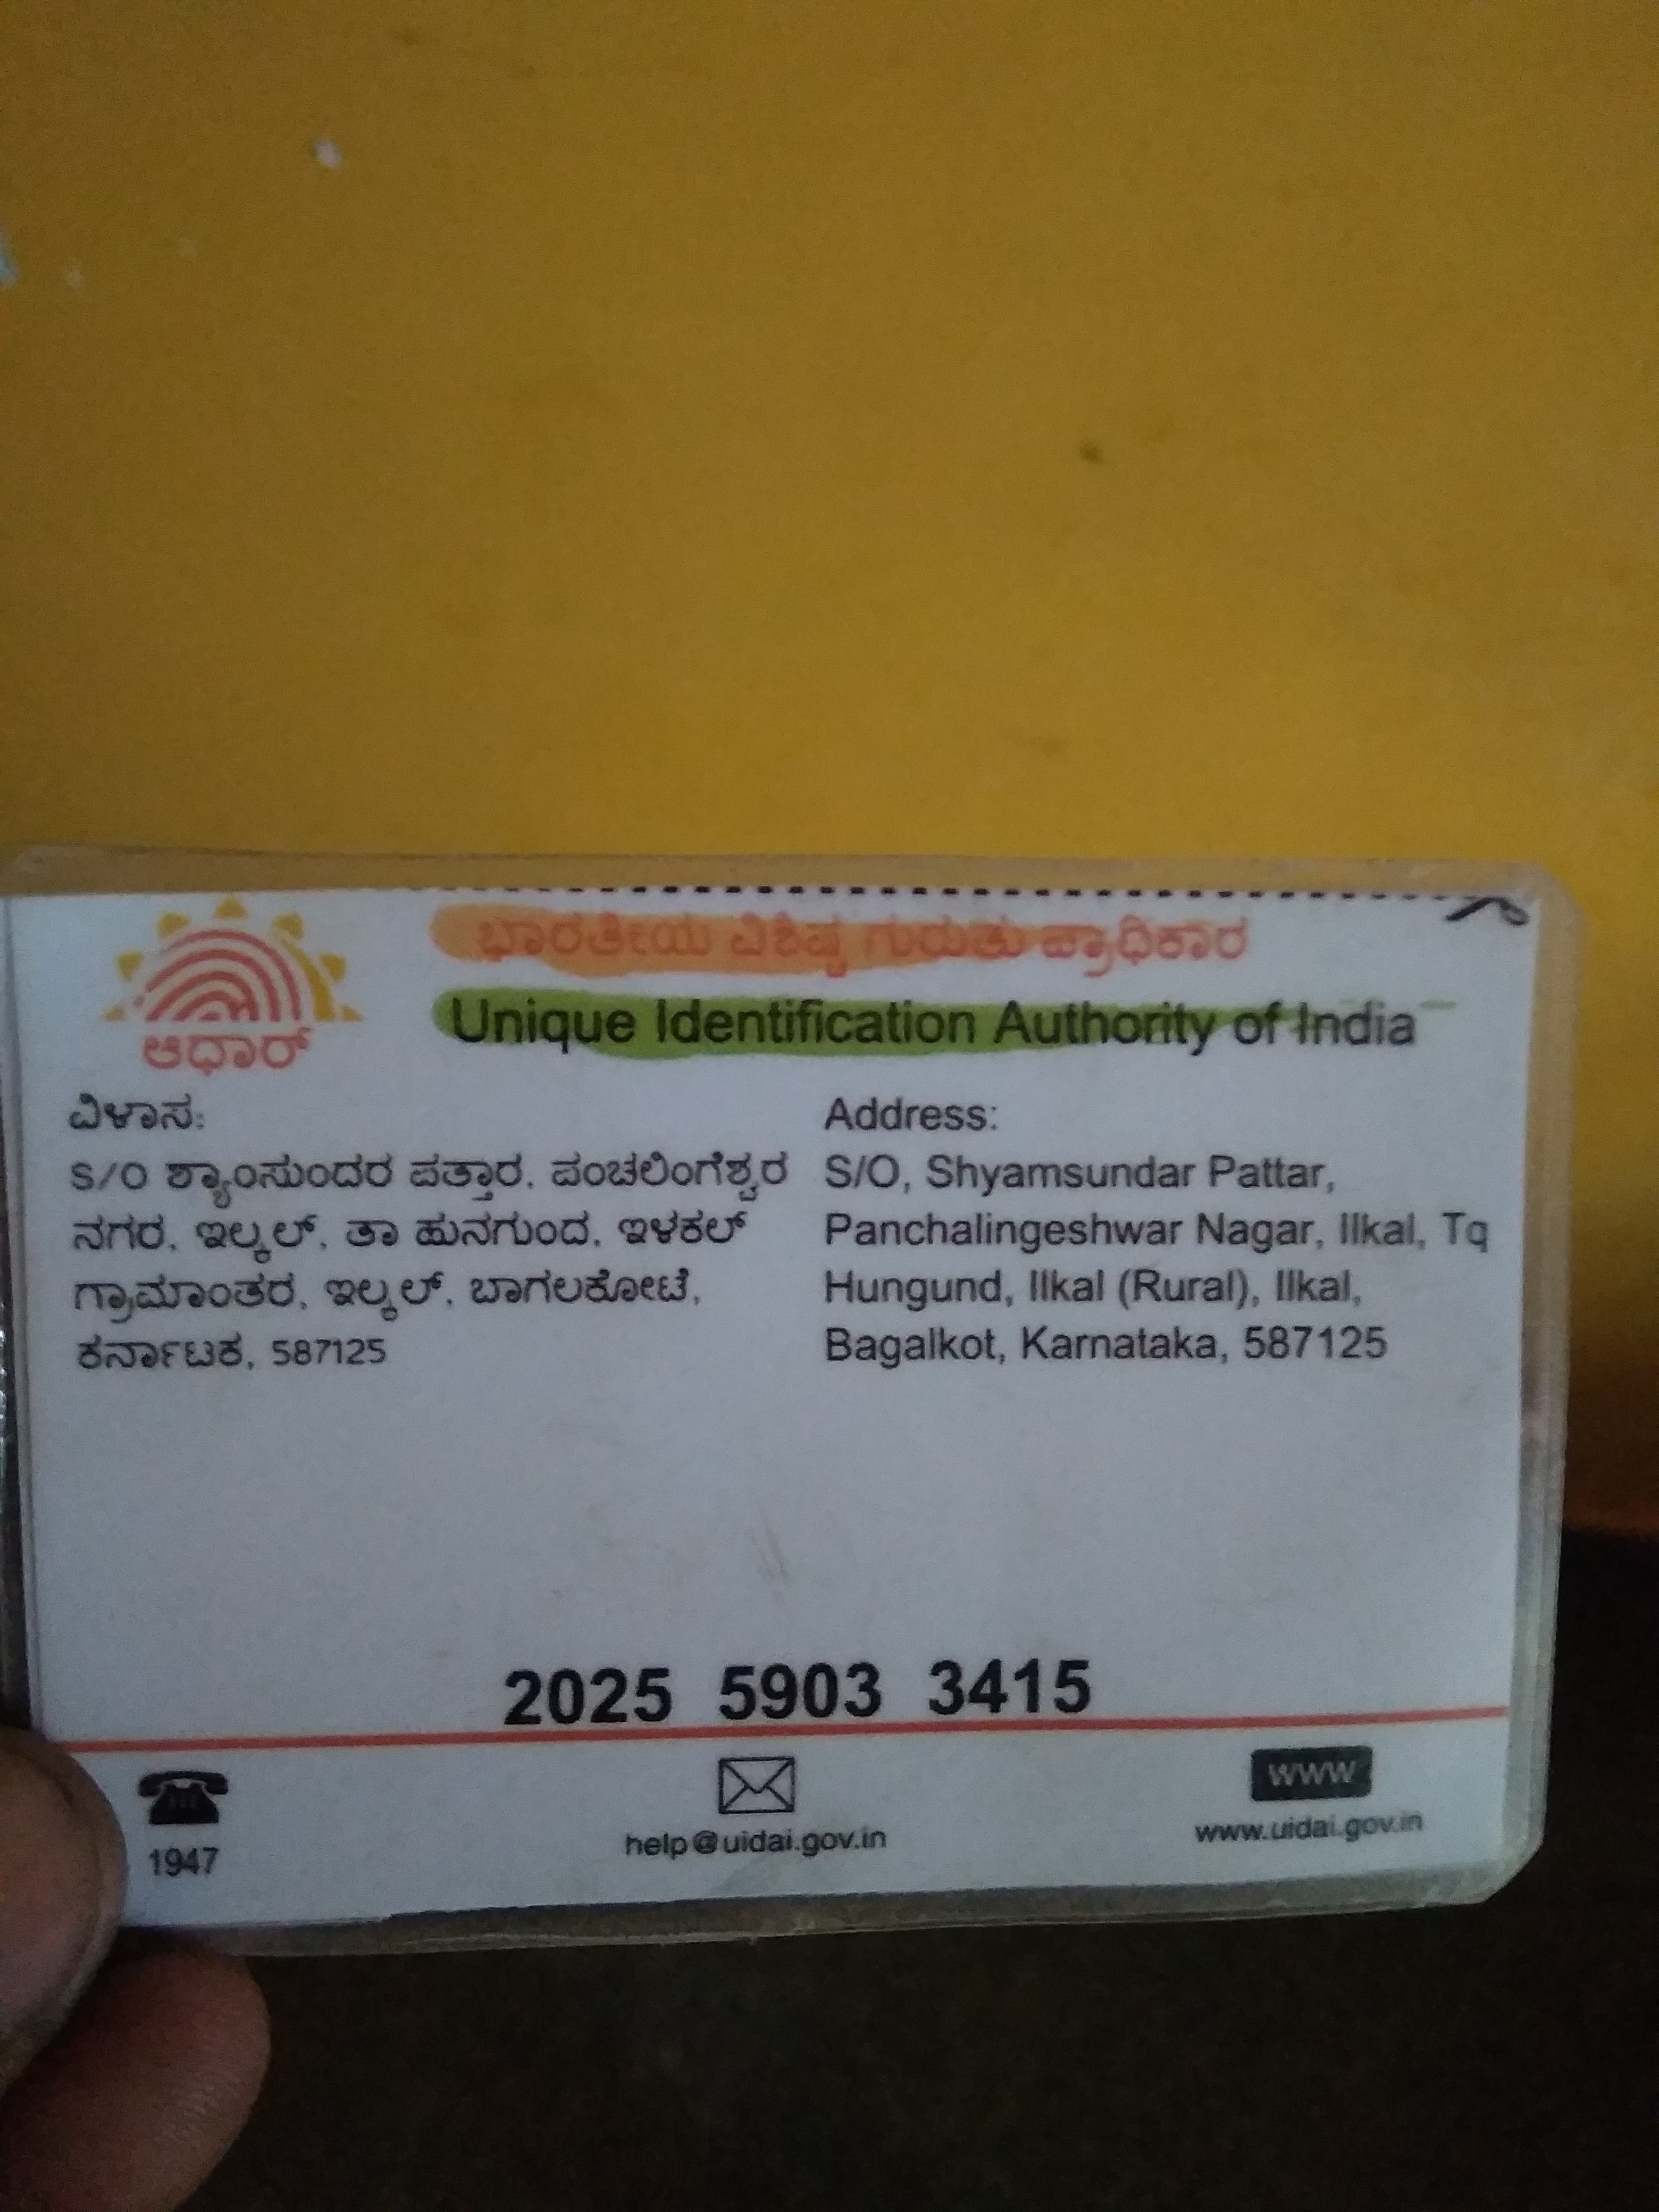 ಭಾರತೀಯ ವಿಶಿಷ್ಟ ಗುರುತು ಪ್ರಾಧಿಕಾರ
Unique Identification Authority of India
ಆಧಾರ್
ವಿಳಾಸ:
S/O ಶ್ಯಾಂಸುಂದರ ಪತ್ತಾರ, ಪಂಚಲಿಂಗೆಶ್ವರ
ನಗರ, ಇಲ್ಕಲ್, ತಾ ಹುನಗುಂದ, ಇಳಕಲ್
ಗ್ರಾಮಾಂತರ, ಇಲ್ಕಲ್, ಬಾಗಲಕೋಟೆ,
ಕರ್ನಾಟಕ, 587125
Address:
S/O, Shyamsundar Pattar,
Panchalingeshwar Nagar, Ilkal, Tq
Hungund, Ilkal (Rural), Ilkal,
Bagalkot, Karnataka, 587125
2025 5903 3415
1947
help@uidai.gov.in
www
www.uidai.gov.in